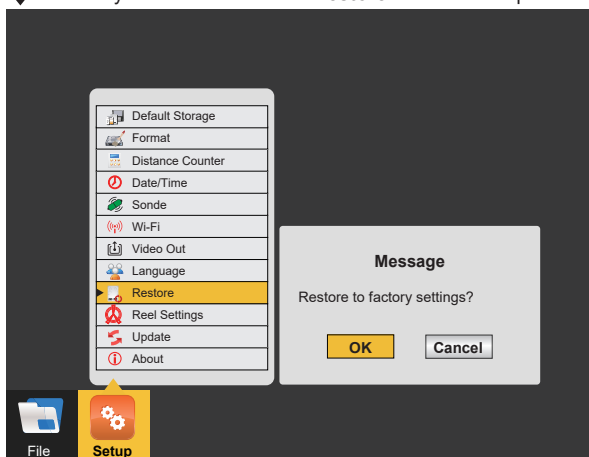 Default Storage
Format
Distance Counter
Date/Time
Sonde
Wi-Fi
Video Out
Language
Restore
Reel Settings
Update
About
Message
Restore to factory settings?
OK Cancel
File Setup